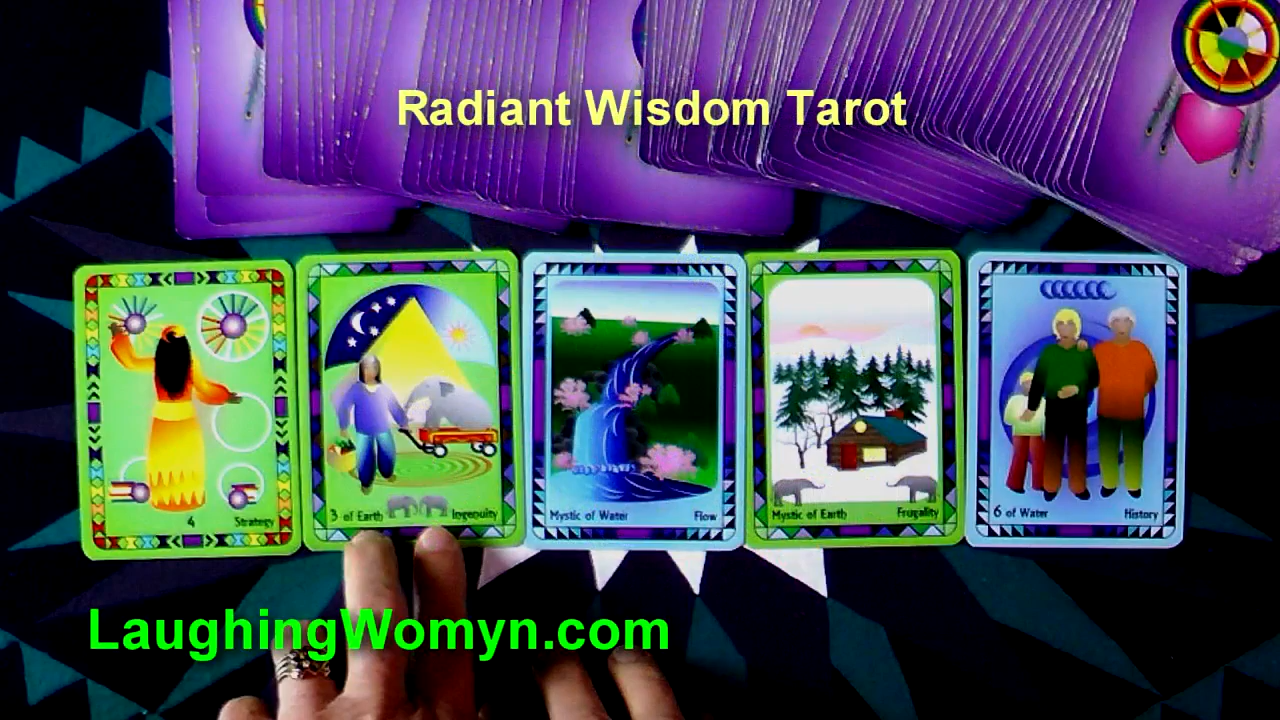 Radiant Wisdom Tarot
4 Strategy
3 of Earth Ingenuity
Mystic of Water Flow
Mystic of Earth Frugality
6 of Water History
LaughingWomyn.com